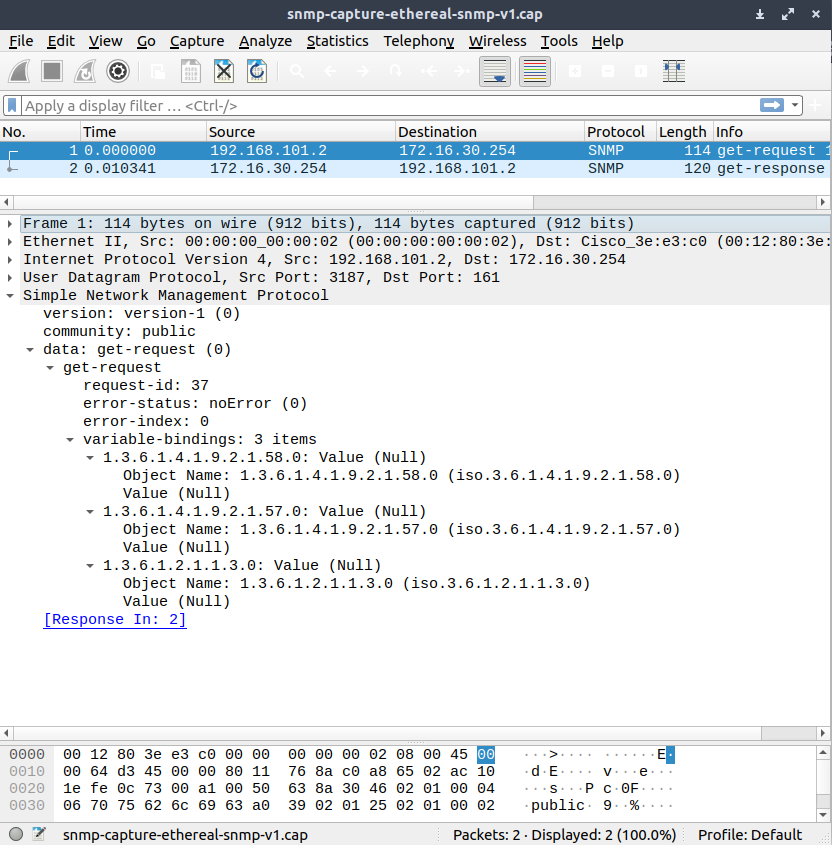 snmp-capture-ethereal-snmp-v1.cap
File Edit View Go Capture Analyze Statistics Telephony Wireless Tools Help
Apply a display filter … <Ctrl-/>
No. Time Source Destination Protocol Length Info
1 0.000000 192.168.101.2 172.16.30.254 SNMP 114 get-request 1
2 0.010341 172.16.30.254 192.168.101.2 SNMP 120 get-response
Frame 1: 114 bytes on wire (912 bits), 114 bytes captured (912 bits)
Ethernet II, Src: 00:00:00_00:00:02 (00:00:00:00:00:02), Dst: Cisco_3e:e3:c0 (00:12:80:3e:
Internet Protocol Version 4, Src: 192.168.101.2, Dst: 172.16.30.254
User Datagram Protocol, Src Port: 3187, Dst Port: 161
Simple Network Management Protocol
version: version-1 (0)
community: public
data: get-request (0)
get-request
request-id: 37
error-status: noError (0)
error-index: 0
variable-bindings: 3 items
1.3.6.1.4.1.9.2.1.58.0: Value (Null)
Object Name: 1.3.6.1.4.1.9.2.1.58.0 (iso.3.6.1.4.1.9.2.1.58.0)
Value (Null)
1.3.6.1.4.1.9.2.1.57.0: Value (Null)
Object Name: 1.3.6.1.4.1.9.2.1.57.0 (iso.3.6.1.4.1.9.2.1.57.0)
Value (Null)
1.3.6.1.2.1.1.3.0: Value (Null)
Object Name: 1.3.6.1.2.1.1.3.0 (iso.3.6.1.2.1.1.3.0)
Value (Null)
[Response In: 2]
0000 00 12 80 3e e3 c0 00 00 00 00 00 02 08 00 45 00 ···>···· ······E·
0010 00 64 d3 45 00 00 80 11 76 8a c0 a8 65 02 ac 10 ·d·E···· v···e···
0020 1e fe 0c 73 00 a1 00 50 63 8a 30 46 02 01 00 04 ···s···P c·0F····
0030 06 70 75 62 6c 69 63 a0 39 02 01 25 02 01 00 02 ·public· 9··%····
snmp-capture-ethereal-snmp-v1.cap Packets: 2 · Displayed: 2 (100.0%) Profile: Default